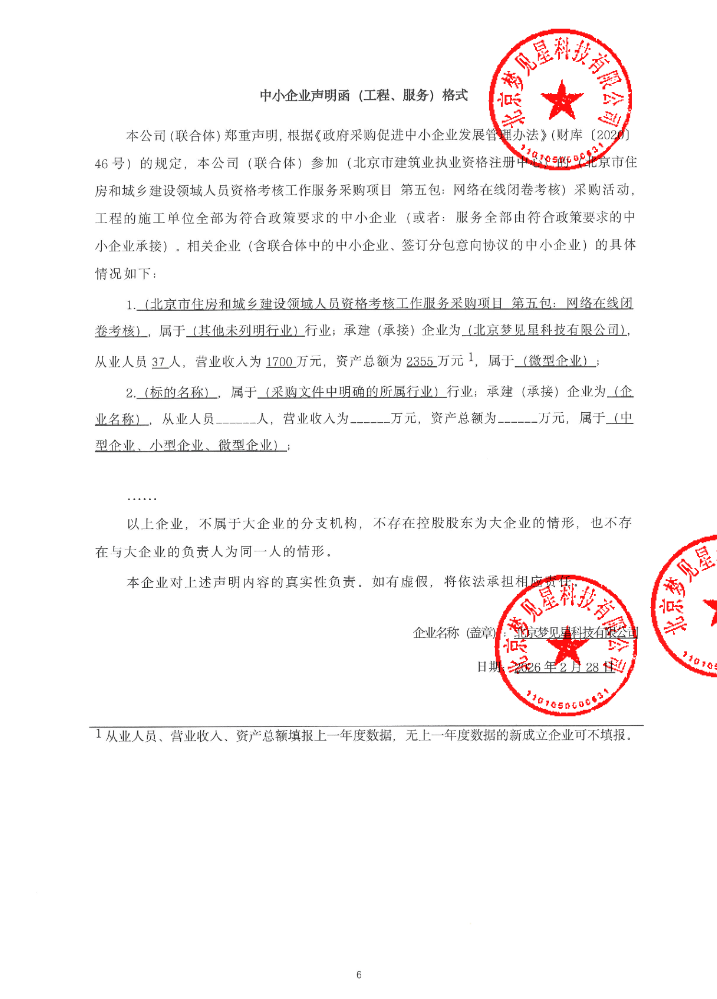 中小企业声明函（工程、服务）格式
本公司（联合体）郑重声明，根据《政府采购促进中小企业发展管理办法》（财库〔2020〕
46 号）的规定，本公司（联合体）参加（北京市建筑业执业资格注册中心）的（北京市住
房和城乡建设领域人员资格考核工作服务采购项目 第五包：网络在线闭卷考核）采购活动，
工程的施工单位全部为符合政策要求的中小企业（或者：服务全部由符合政策要求的中
小企业承接）。相关企业（含联合体中的中小企业、签订分包意向协议的中小企业）的具体
情况如下：
1.（北京市住房和城乡建设领域人员资格考核工作服务采购项目 第五包：网络在线闭
卷考核），属于（其他未列明行业）行业；承建（承接）企业为（北京梦见星科技有限公司），
从业人员 37 人，营业收入为 1700 万元，资产总额为 2355 万元 1，属于（微型企业）；
2.（标的名称），属于（采购文件中明确的所属行业）行业；承建（承接）企业为（企
业名称），从业人员______人，营业收入为______万元，资产总额为______万元，属于（中
型企业、小型企业、微型企业）；
……
以上企业，不属于大企业的分支机构，不存在控股股东为大企业的情形，也不存
在与大企业的负责人为同一人的情形。
本企业对上述声明内容的真实性负责。如有虚假，将依法承担相应责任。
企业名称（盖章）：北京梦见星科技有限公司
日期：2026 年 2 月 28 日
1 从业人员、营业收入、资产总额填报上一年度数据，无上一年度数据的新成立企业可不填报。
6
北京梦见星科技有限公司
北京梦见星科技有限公司
北京梦见星